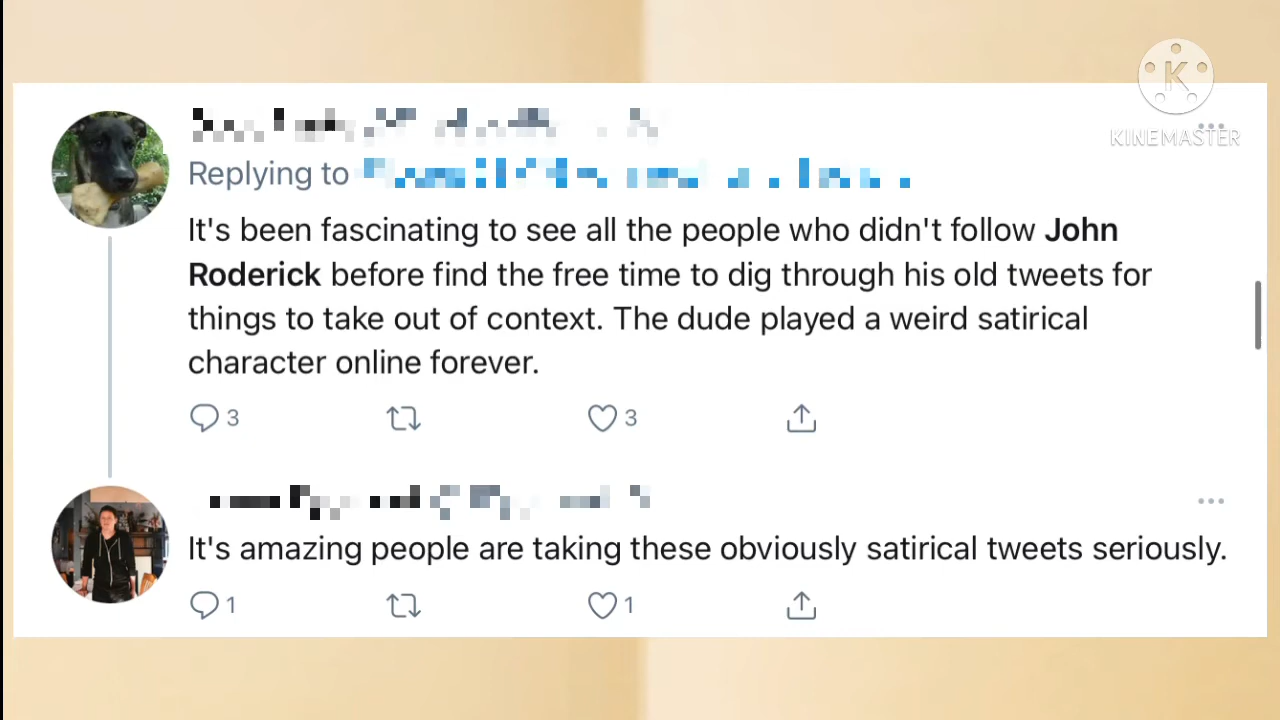 KINEMASTER
Replying to
It's been fascinating to see all the people who didn't follow John
Roderick before find the free time to dig through his old tweets for
things to take out of context. The dude played a weird satirical
character online forever.
3 3
It's amazing people are taking these obviously satirical tweets seriously.
1 1